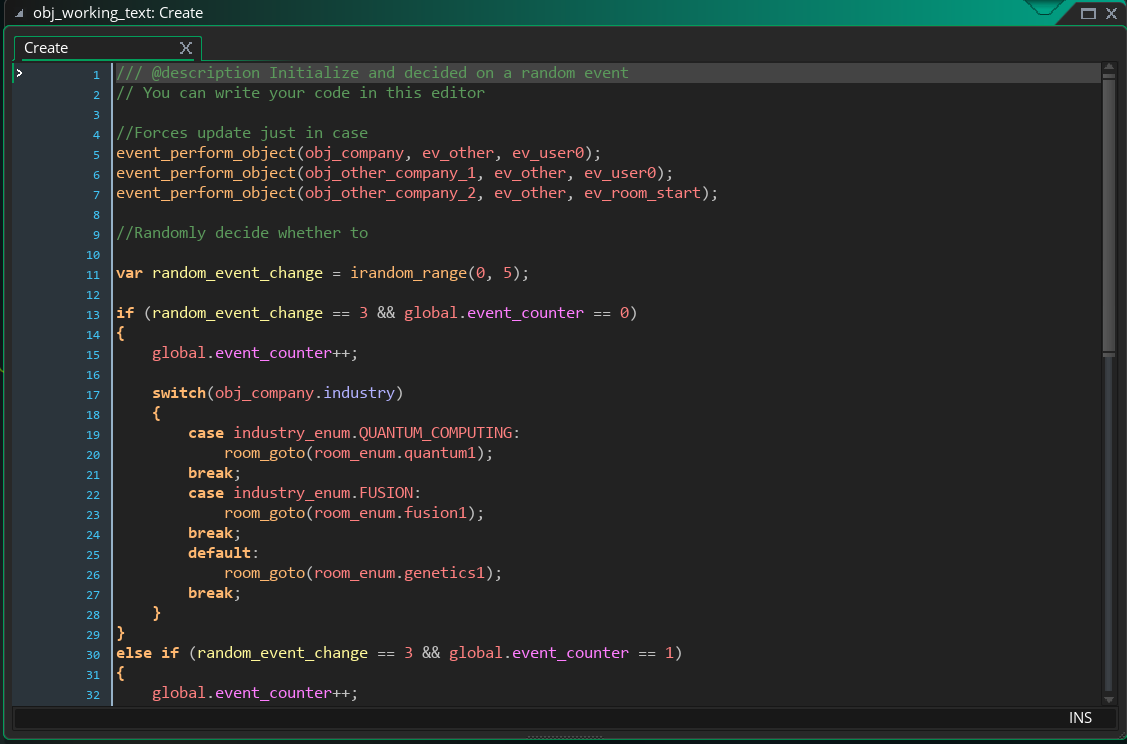 obj_working_text: Create
Create
1 /// @description Initialize and decided on a random event
2 // You can write your code in this editor
3
4 //Forces update just in case
5 event_perform_object(obj_company, ev_other, ev_user0);
6 event_perform_object(obj_other_company_1, ev_other, ev_user0);
7 event_perform_object(obj_other_company_2, ev_other, ev_room_start);
8
9 //Randomly decide whether to
10
11 var random_event_change = irandom_range(0, 5);
12
13 if (random_event_change == 3 && global.event_counter == 0)
14 {
15     global.event_counter++;
16
17     switch(obj_company.industry)
18     {
19         case industry_enum.QUANTUM_COMPUTING:
20             room_goto(room_enum.quantum1);
21         break;
22         case industry_enum.FUSION:
23             room_goto(room_enum.fusion1);
24         break;
25         default:
26             room_goto(room_enum.genetics1);
27         break;
28     }
29 }
30 else if (random_event_change == 3 && global.event_counter == 1)
31 {
32     global.event_counter++;
INS